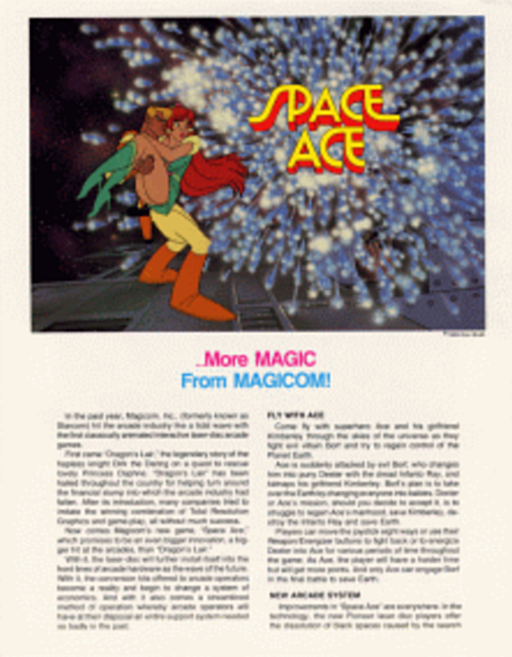 SPACE
ACE
...More MAGIC
From MAGICOM!
In the past year, Magicom, Inc., (formerly known as
Starcom) hit the arcade industry like a tidal wave with
the first classically animated interactive laser-disc arcade
games.
First came "Dragon's Lair," the legendary story of the
hapless knight Dirk the Daring on a quest to rescue
lovely Princess Daphne. "Dragon's Lair" has been
hailed throughout the country for helping turn around
the financial slump into which the arcade industry had
fallen. After its introduction, many companies tried to
imitate the winning combination of Total Resolution
Graphics and game play, all without much success.
Now comes Magicom's new game, "Space Ace,"
which promises to be an even bigger innovation, a big-
ger hit at the arcades, than "Dragon's Lair."
With it, the laser-disc will further install itself into the
front lines of arcade hardware as the wave of the future.
With it, the conversion kits offered to arcade operators
become a reality and begin to change a system of
economics. And with it also comes a streamlined
method of operation whereby arcade operators will
have at their disposal an entire support system needed
so badly in the past.
FLY WITH ACE
Come fly with superhero Ace and his girlfriend
Kimberley through the skies of the universe as they
fight evil villain Borf and try to regain control of the
Planet Earth.
Ace is suddenly attacked by evil Borf, who changes
him into puny Dexter with the dread Infanto Ray, and
kidnaps his girlfriend Kimberley. Borf's plan is to take
over the Earth by changing everyone into babies. Dexter
or Ace's mission, should you decide to accept it, is to
struggle to regain Ace's manhood, save Kimberley, de-
stroy the Infanto Ray and save Earth.
Players can move the joystick eight ways or use their
Weapon/Energize buttons to fight back or to energize
Dexter into Ace for various periods of time throughout
the game. As Ace, the player will have a harder time
but will get more points. And only Ace can engage Borf
in the final battle to save Earth.
NEW ARCADE SYSTEM
Improvements in "Space Ace" are everywhere. In the
technology, the new Pioneer laser disc players offer
the dissolution of black spaces caused by the search